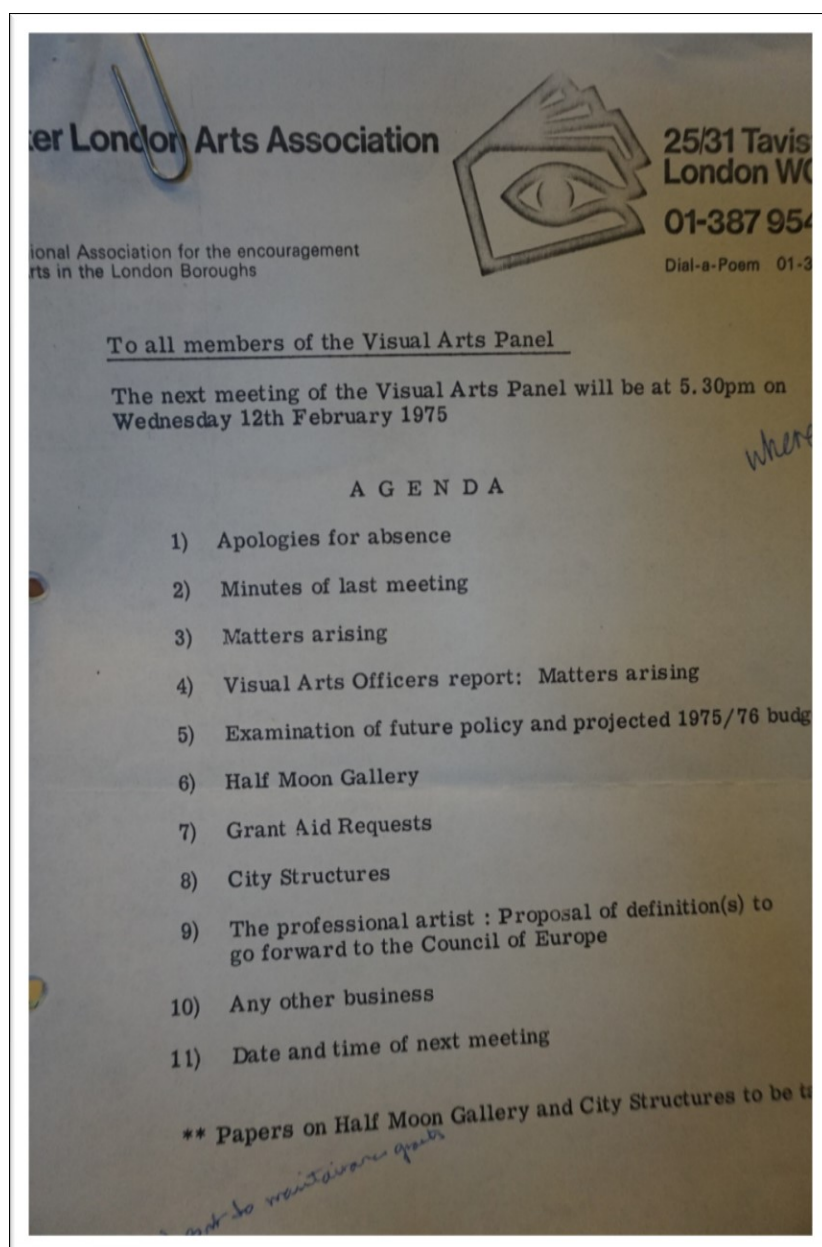 er London Arts Association
25/31 Tavis
London WC
01-387 954
ional Association for the encouragement
rts in the London Boroughs
Dial-a-Poem 01-3
To all members of the Visual Arts Panel
The next meeting of the Visual Arts Panel will be at 5.30pm on
Wednesday 12th February 1975
where
A G E N D A
1) Apologies for absence
2) Minutes of last meeting
3) Matters arising
4) Visual Arts Officers report: Matters arising
5) Examination of future policy and projected 1975/76 budg
6) Half Moon Gallery
7) Grant Aid Requests
8) City Structures
9) The professional artist : Proposal of definition(s) to
go forward to the Council of Europe
10) Any other business
11) Date and time of next meeting
** Papers on Half Moon Gallery and City Structures to be ta
to maintainance grants